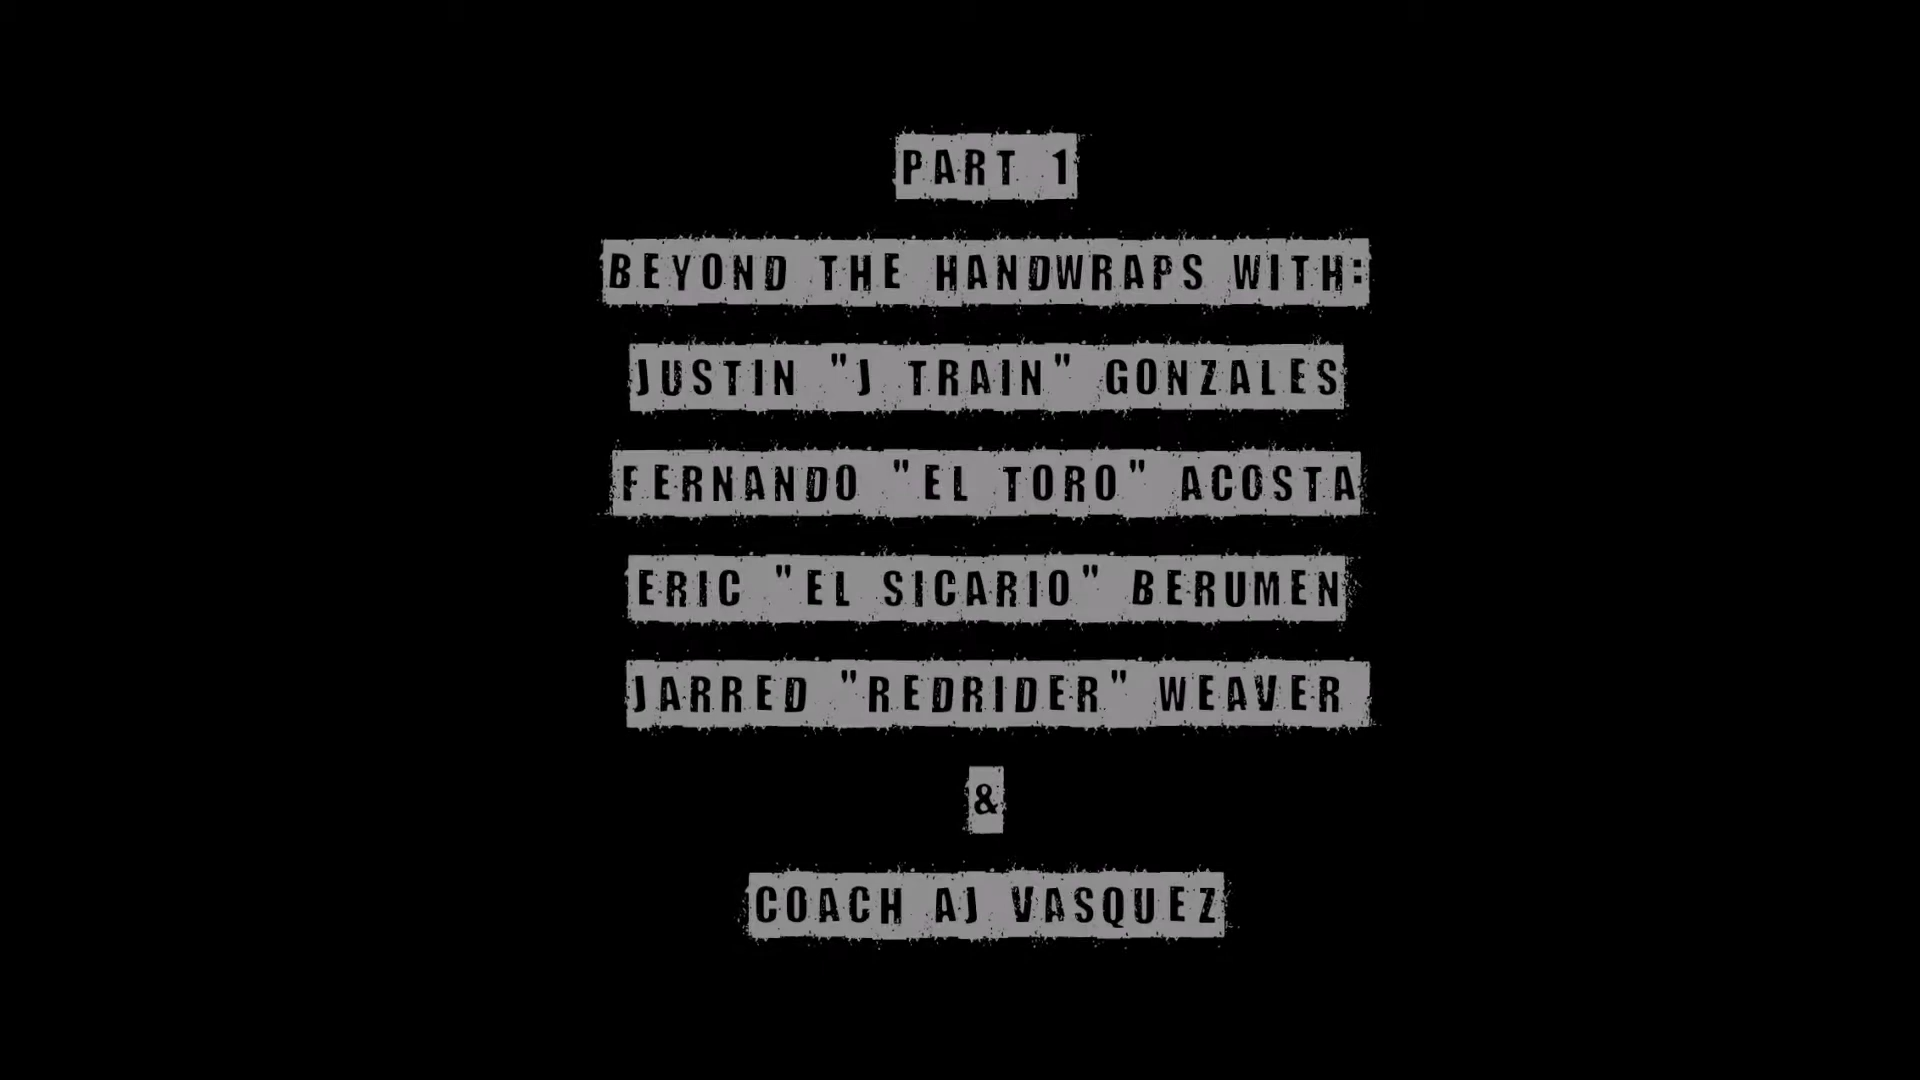 PART 1
BEYOND THE HANDWRAPS WITH:
JUSTIN "J TRAIN" GONZALES
FERNANDO "EL TORO" ACOSTA
ERIC "EL SICARIO" BERUMEN
JARRED "REDRIDER" WEAVER
&
COACH AJ VASQUEZ